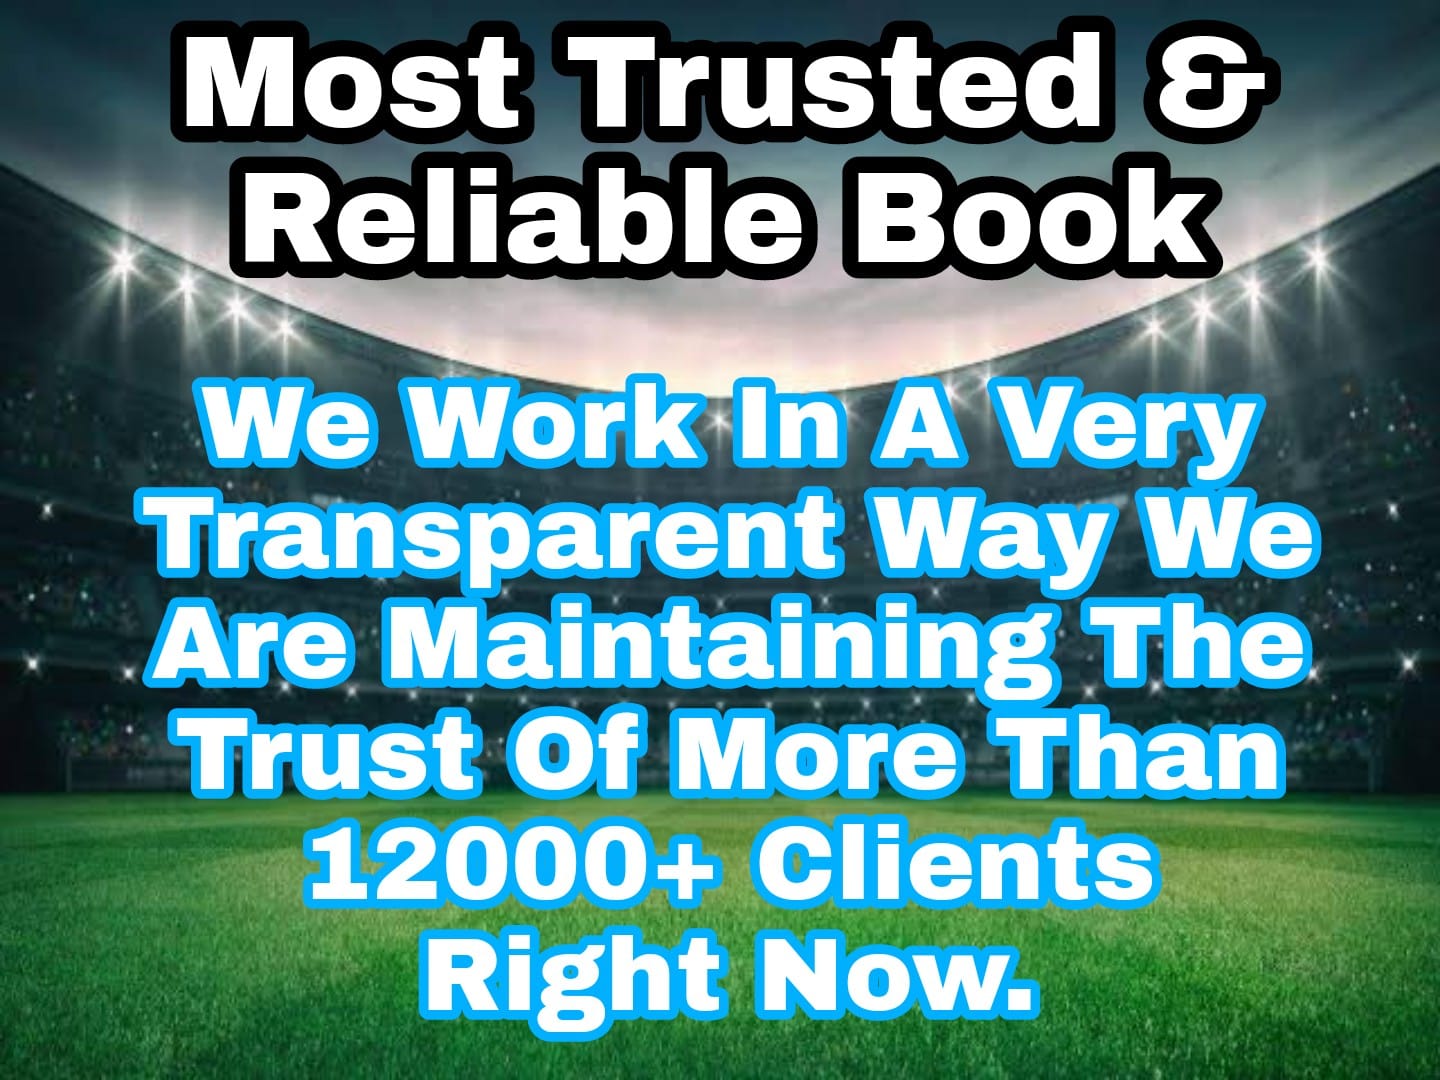 Most Trusted &
Reliable Book
We Work In A Very
Transparent Way We
Are Maintaining The
Trust Of More Than
12000+ Clients
Right Now.